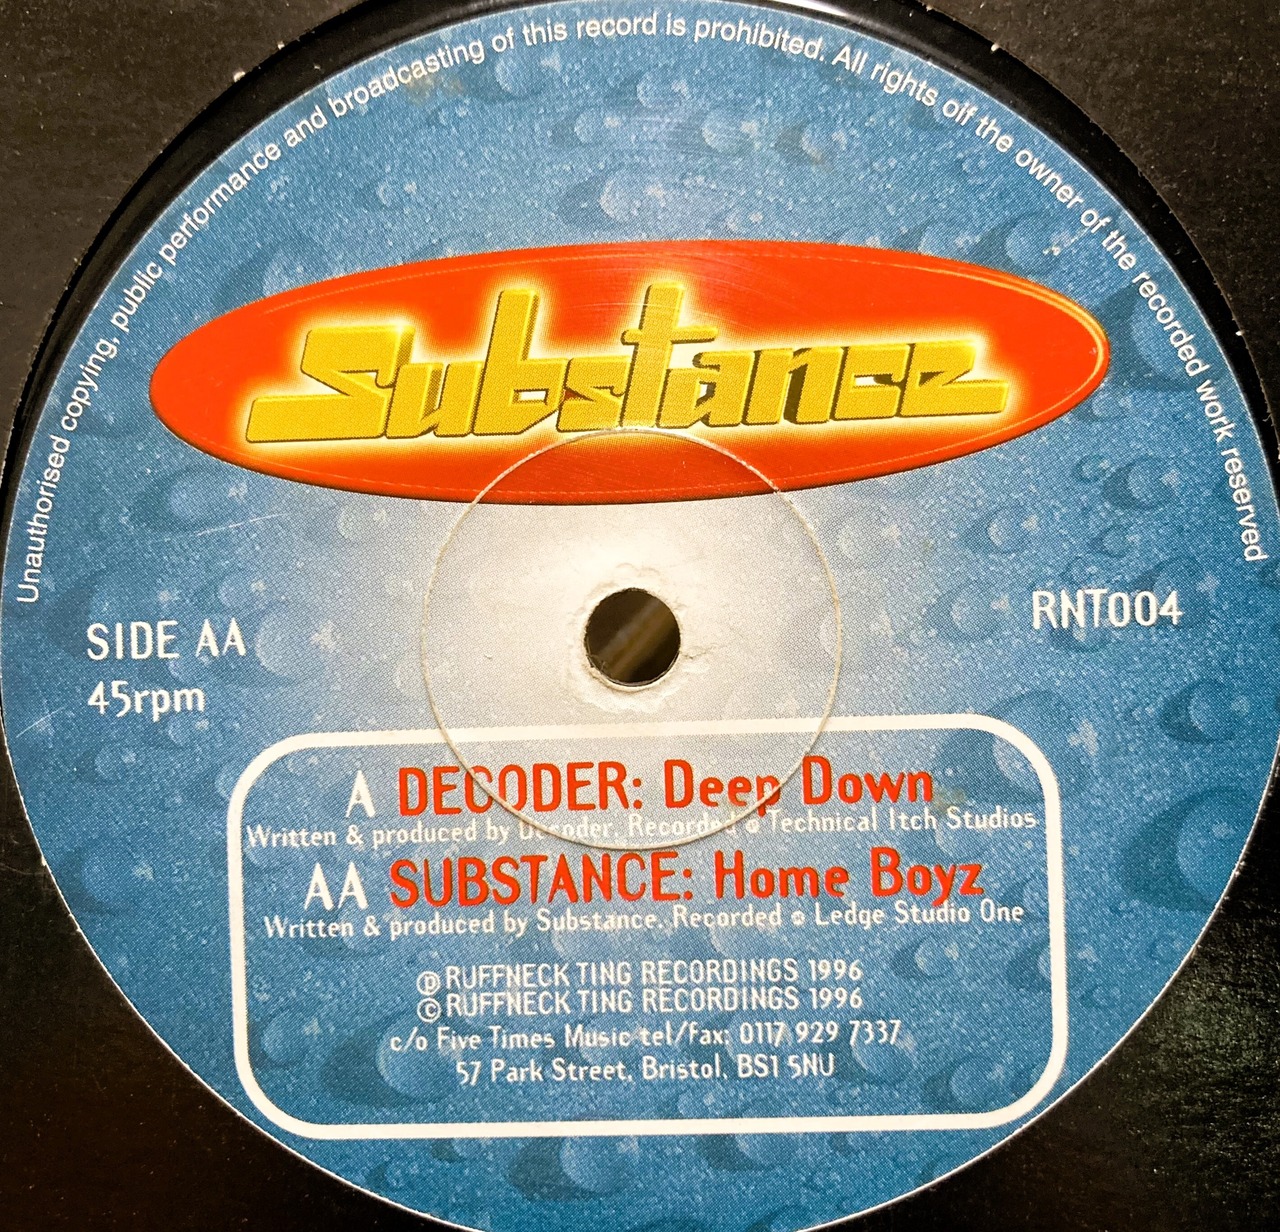 Unauthorised copying, public performance and broadcasting of this record is prohibited. All rights olf the owner of the recorded work reserved
Substance
SIDE AA
45rpm
RNT004
A DECODER: Deep Down
Written & produced by Decoder. Recorded @ Technical Itch Studios
AA SUBSTANCE: Home Boyz
Written & produced by Substance. Recorded @ Ledge Studio One
℗ RUFFNECK TING RECORDINGS 1996
© RUFFNECK TING RECORDINGS 1996
c/o Five Times Music tel/fax: 0117 929 7337
57 Park Street, Bristol, BS1 5NU